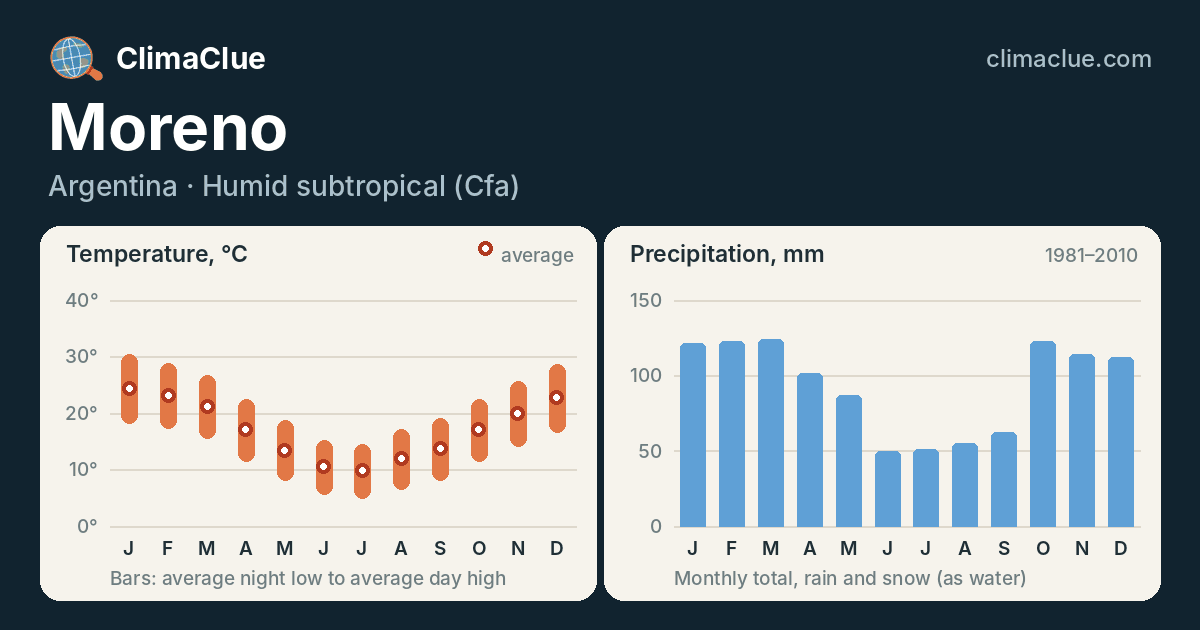 ClimaClue
climaclue.com
Moreno
Argentina · Humid subtropical (Cfa)
Temperature, °C
average
40°
30°
20°
10°
0°
J F M A M J J A S O N D
Bars: average night low to average day high
Precipitation, mm
1981–2010
150
100
50
0
J F M A M J J A S O N D
Monthly total, rain and snow (as water)